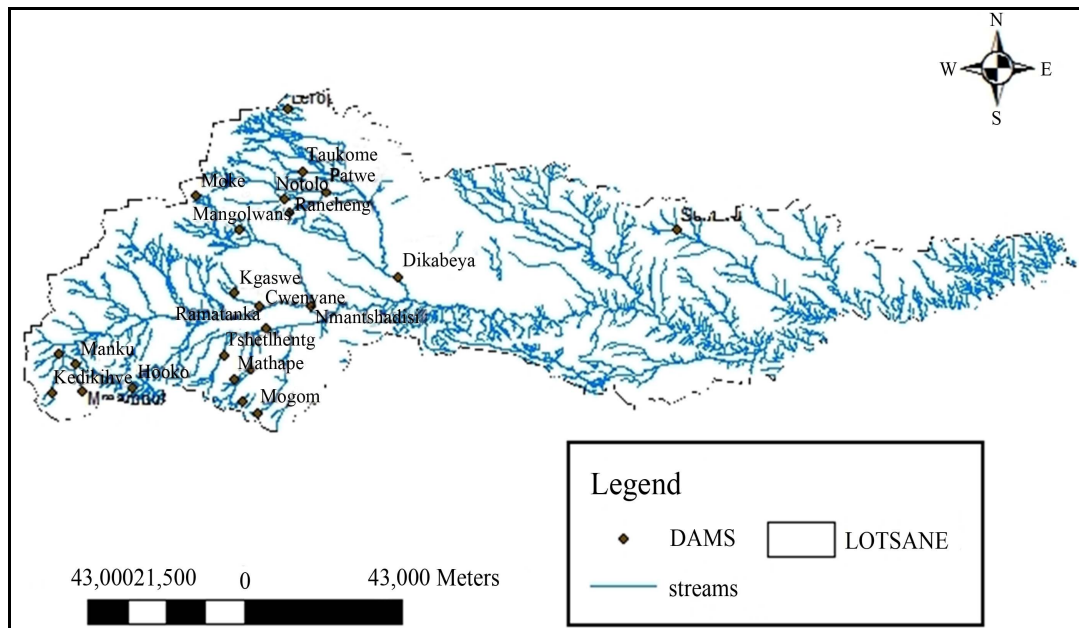 N
W E
S
Taukome
Patwe
Moke
Notolo
Raneheng
Mangolwans
Dikabeya
Kgaswe
Cwenyane
Ramatanka
Nmantshadisi
Tshetlhentg
Manku
Mathape
Hooko
Kedikihve
Mogom
Legend
DAMS
LOTSANE
streams
43,00021,500 0 43,000 Meters